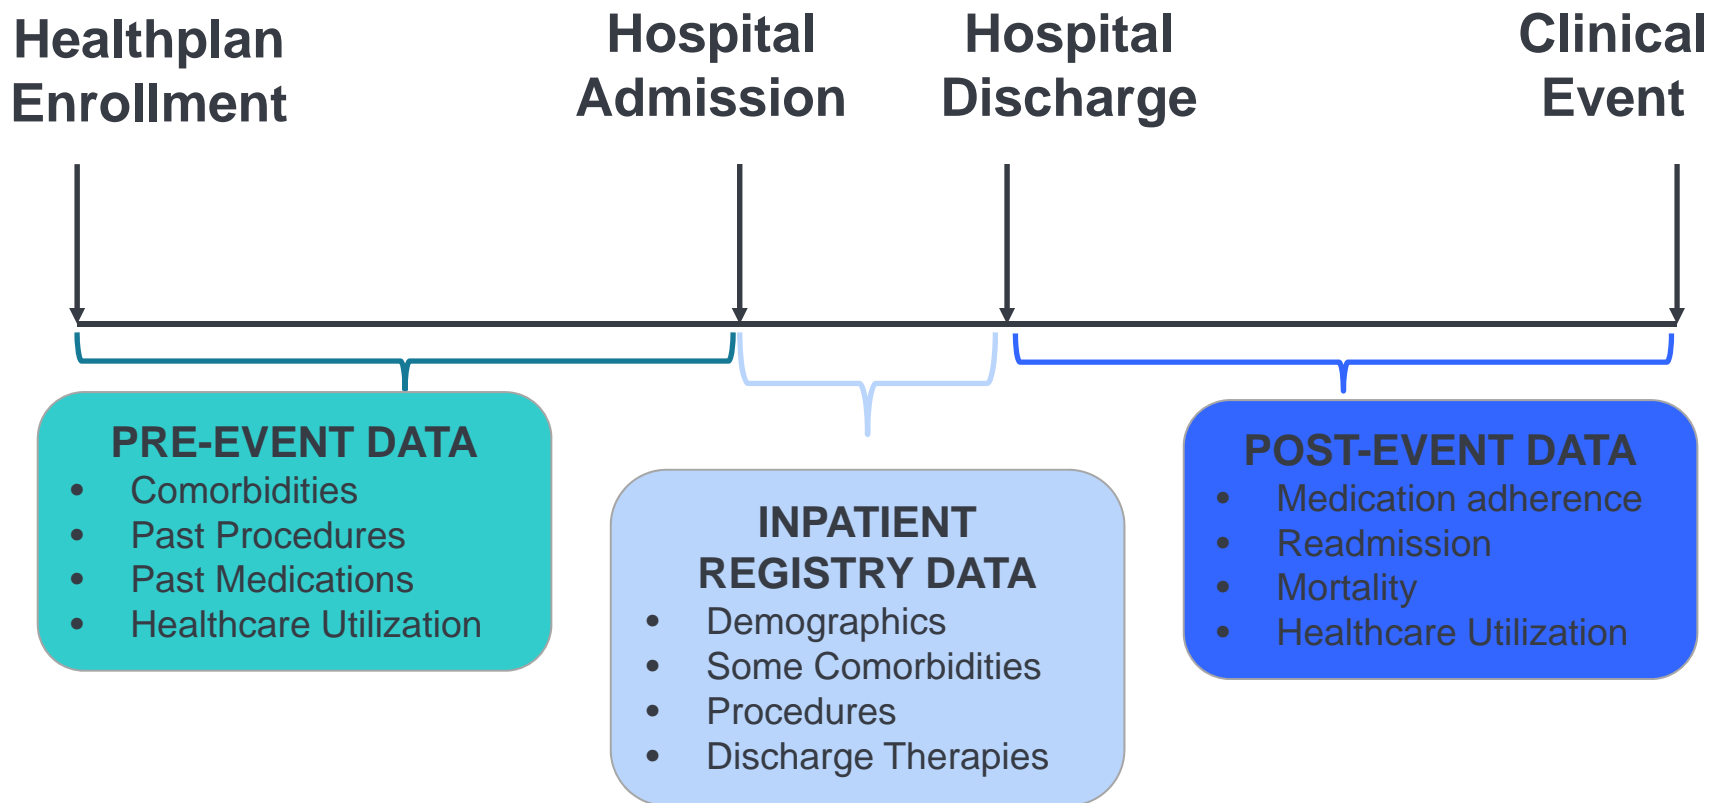 Healthplan
Enrollment
Hospital
Admission
Hospital
Discharge
Clinical
Event
PRE-EVENT DATA
• Comorbidities
• Past Procedures
• Past Medications
• Healthcare Utilization
INPATIENT
REGISTRY DATA
• Demographics
• Some Comorbidities
• Procedures
• Discharge Therapies
POST-EVENT DATA
• Medication adherence
• Readmission
• Mortality
• Healthcare Utilization